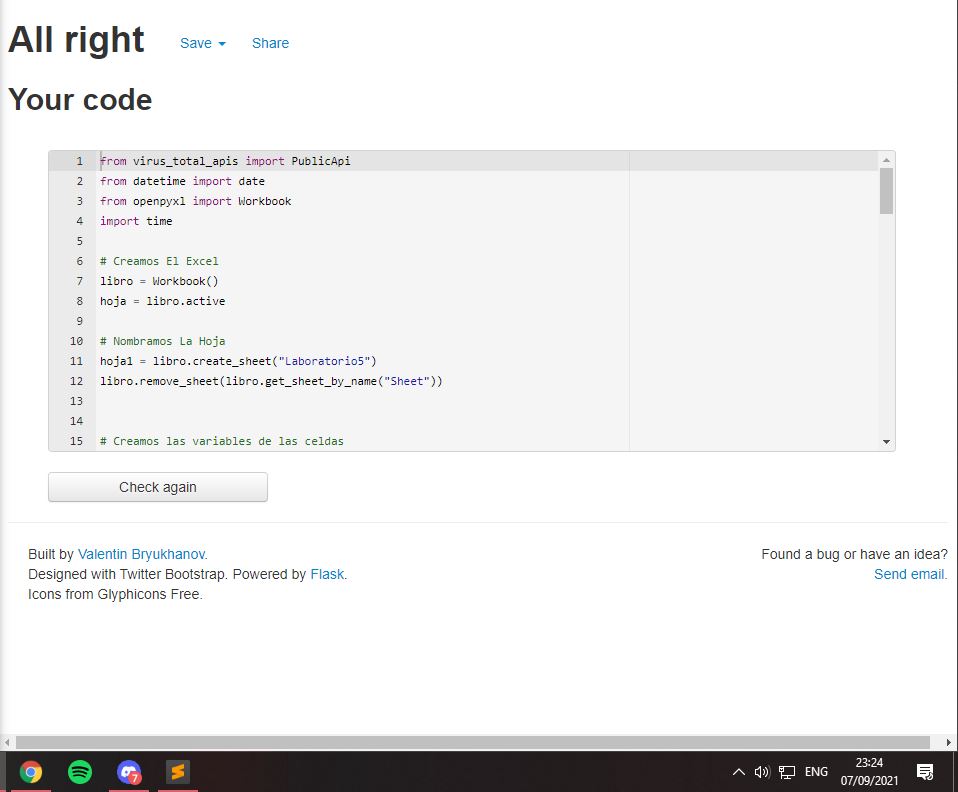 All right
Save
Share
Your code
1 from virus_total_apis import PublicApi
2 from datetime import date
3 from openpyxl import Workbook
4 import time
5
6 # Creamos El Excel
7 libro = Workbook()
8 hoja = libro.active
9
10 # Nombramos La Hoja
11 hoja1 = libro.create_sheet("Laboratorio5")
12 libro.remove_sheet(libro.get_sheet_by_name("Sheet"))
13
14
15 # Creamos las variables de las celdas
Check again
Built by Valentin Bryukhanov.
Designed with Twitter Bootstrap. Powered by Flask.
Icons from Glyphicons Free.
Found a bug or have an idea?
Send email.
7
ENG
23:24
07/09/2021